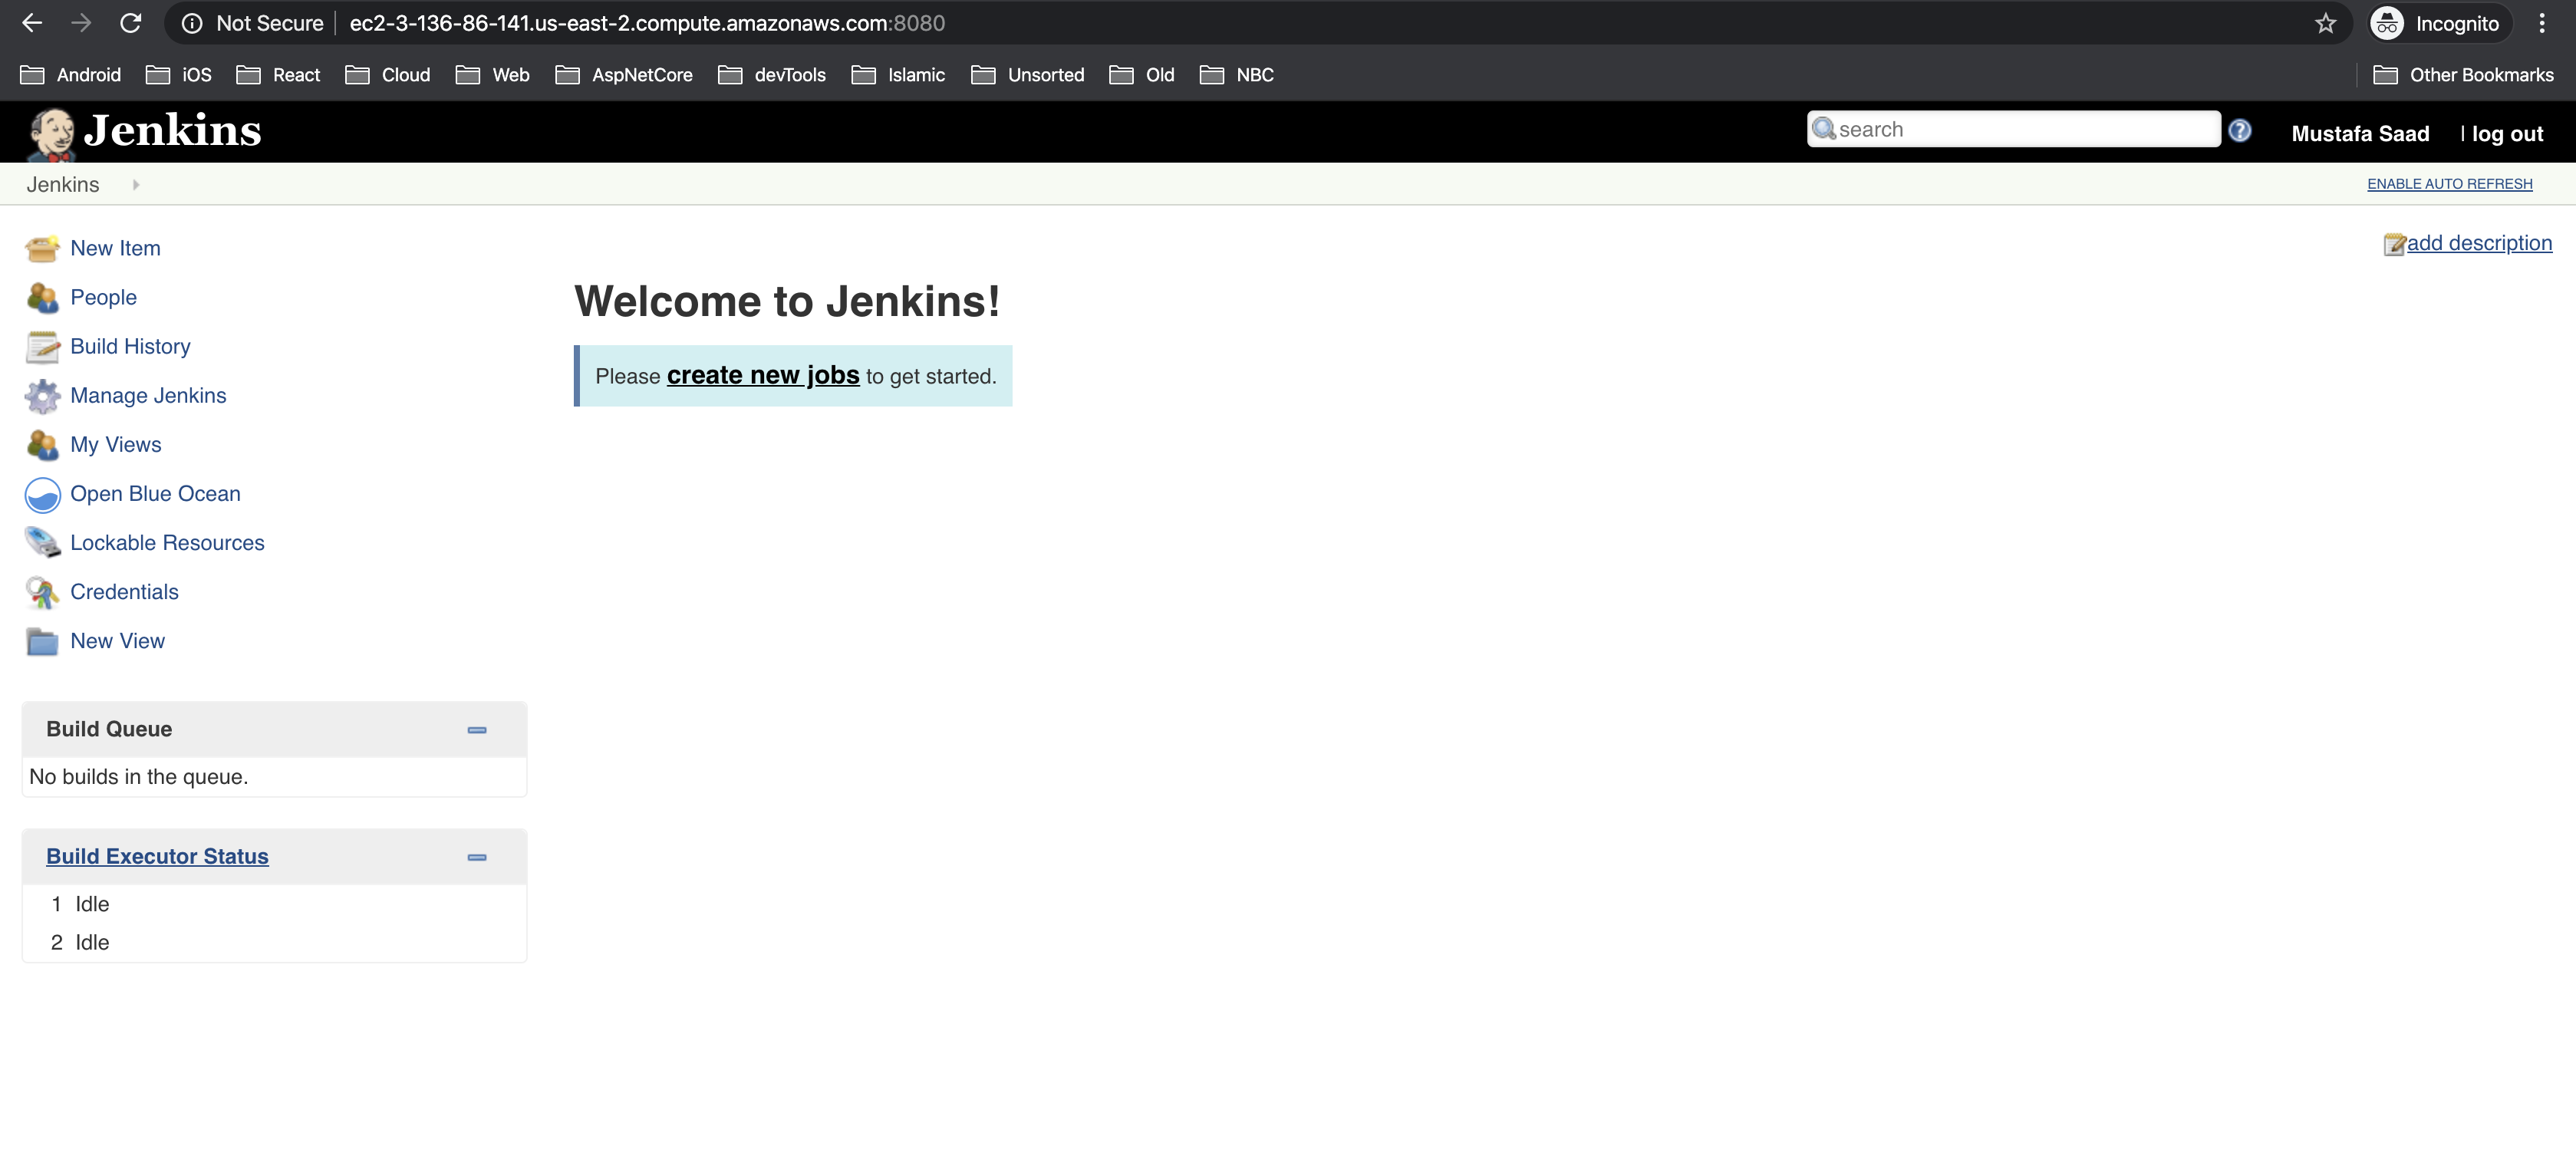 Not Secure ec2-3-136-86-141.us-east-2.compute.amazonaws.com:8080 Incognito
Android iOS React Cloud Web AspNetCore devTools Islamic Unsorted Old NBC Other Bookmarks
Jenkins search ? Mustafa Saad | log out
Jenkins ENABLE AUTO REFRESH
New Item
add description
People
Build History
Manage Jenkins
My Views
Open Blue Ocean
Lockable Resources
Credentials
New View
Welcome to Jenkins!
Please create new jobs to get started.
Build Queue
No builds in the queue.
Build Executor Status
1 Idle
2 Idle